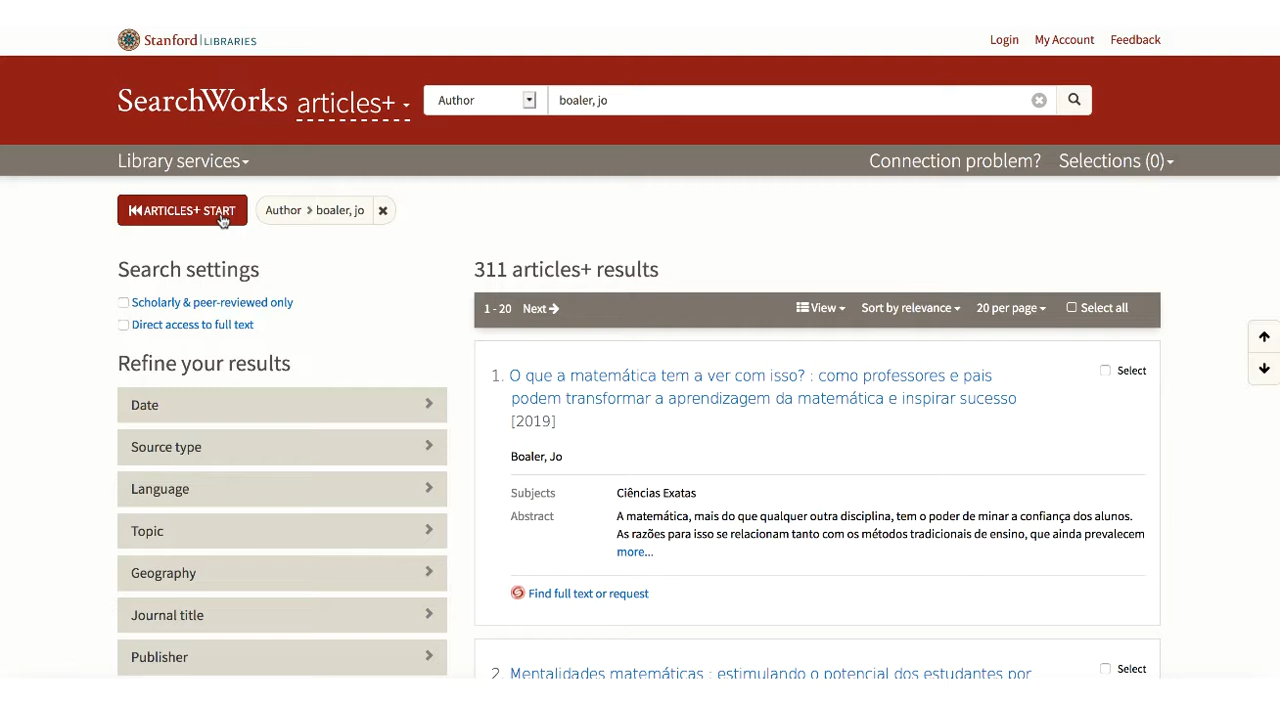 Stanford LIBRARIES
Login My Account Feedback
SearchWorks articles+
Author boaler, jo
Library services
Connection problem? Selections (0)
ARTICLES+ START Author > boaler, jo ×
Search settings
Scholarly & peer-reviewed only
Direct access to full text
Refine your results
Date
Source type
Language
Topic
Geography
Journal title
Publisher
311 articles+ results
1 - 20 Next View Sort by relevance 20 per page Select all
1. O que a matemática tem a ver com isso? : como professores e pais
podem transformar a aprendizagem da matemática e inspirar sucesso
[2019]
Select
Boaler, Jo
Subjects Ciências Exatas
Abstract A matemática, mais do que qualquer outra disciplina, tem o poder de minar a confiança dos alunos.
As razões para isso se relacionam tanto com os métodos tradicionais de ensino, que ainda prevalecem
more...
Find full text or request
2. Mentalidades matemáticas : estimulando o potencial dos estudantes por
Select